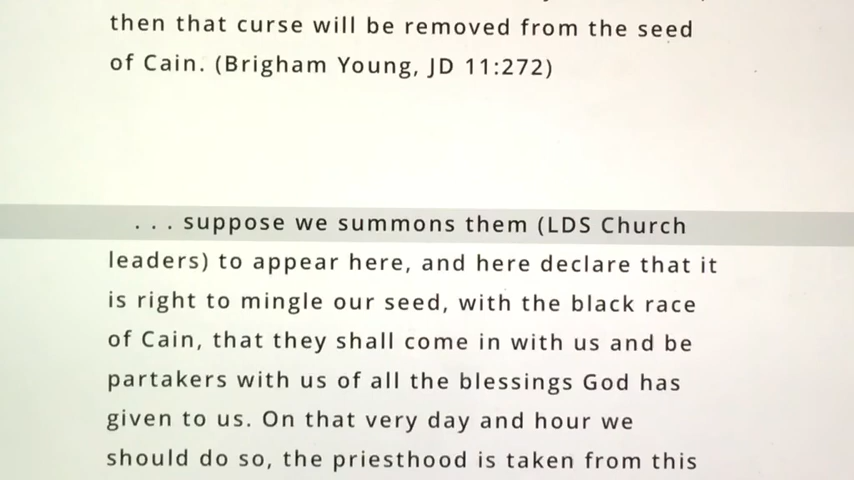 then that curse will be removed from the seed
of Cain. (Brigham Young, JD 11:272)
. . . suppose we summons them (LDS Church
leaders) to appear here, and here declare that it
is right to mingle our seed, with the black race
of Cain, that they shall come in with us and be
partakers with us of all the blessings God has
given to us. On that very day and hour we
should do so, the priesthood is taken from this